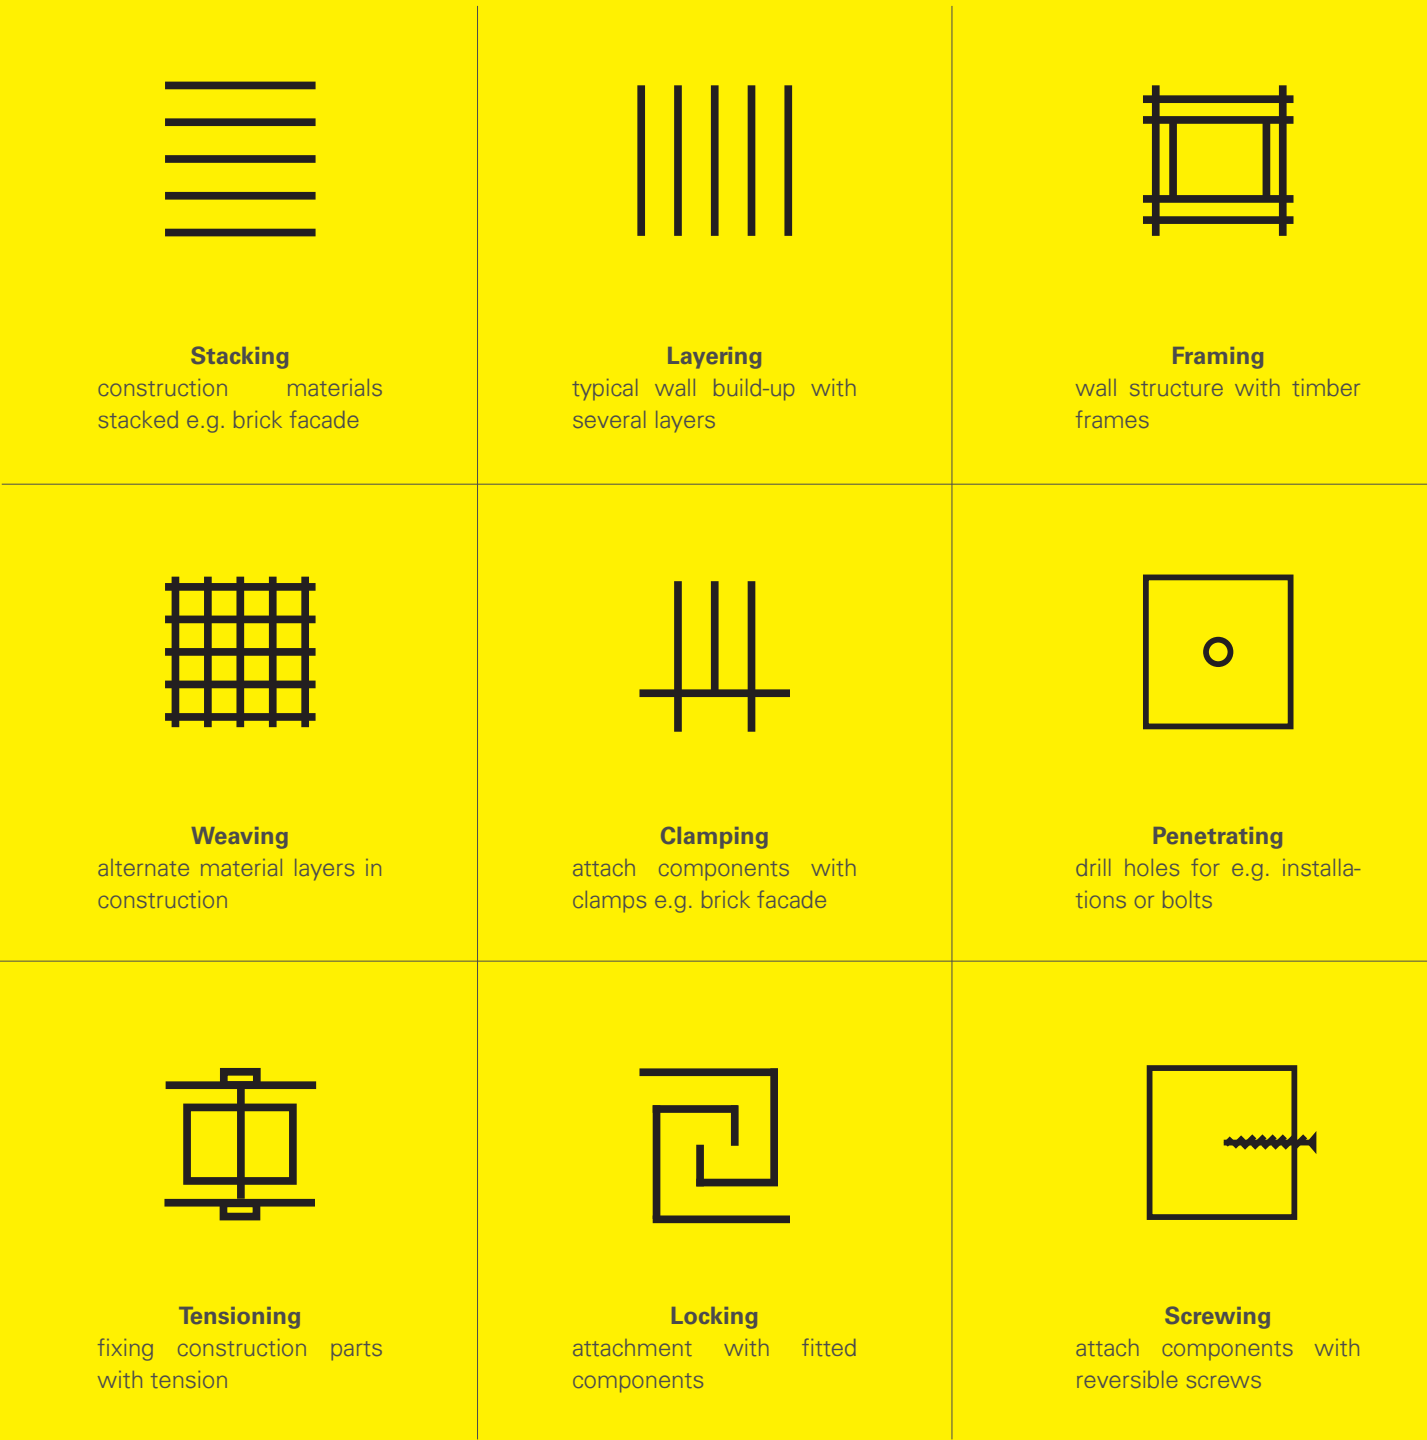 Stacking
construction materials
stacked e.g. brick facade
Layering
typical wall build-up with
several layers
Framing
wall structure with timber
frames
Weaving
alternate material layers in
construction
Clamping
attach components with
clamps e.g. brick facade
Penetrating
drill holes for e.g. installa-
tions or bolts
Tensioning
fixing construction parts
with tension
Locking
attachment with fitted
components
Screwing
attach components with
reversible screws